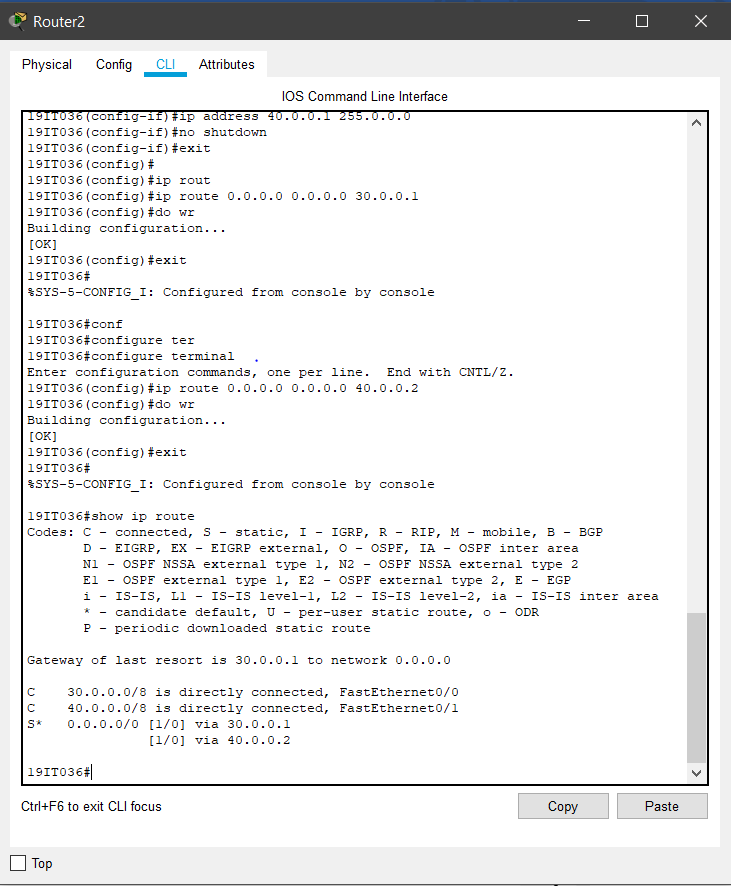 Router2
Physical Config CLI Attributes
IOS Command Line Interface
19IT036(config-if)#ip address 40.0.0.1 255.0.0.0
19IT036(config-if)#no shutdown
19IT036(config-if)#exit
19IT036(config)#
19IT036(config)#ip rout
19IT036(config)#ip route 0.0.0.0 0.0.0.0 30.0.0.1
19IT036(config)#do wr
Building configuration...
[OK]
19IT036(config)#exit
19IT036#
%SYS-5-CONFIG_I: Configured from console by console
19IT036#conf
19IT036#configure ter
19IT036#configure terminal
Enter configuration commands, one per line.  End with CNTL/Z.
19IT036(config)#ip route 0.0.0.0 0.0.0.0 40.0.0.2
19IT036(config)#do wr
Building configuration...
[OK]
19IT036(config)#exit
19IT036#
%SYS-5-CONFIG_I: Configured from console by console
19IT036#show ip route
Codes: C - connected, S - static, I - IGRP, R - RIP, M - mobile, B - BGP
       D - EIGRP, EX - EIGRP external, O - OSPF, IA - OSPF inter area
       N1 - OSPF NSSA external type 1, N2 - OSPF NSSA external type 2
       E1 - OSPF external type 1, E2 - OSPF external type 2, E - EGP
       i - IS-IS, L1 - IS-IS level-1, L2 - IS-IS level-2, ia - IS-IS inter area
       * - candidate default, U - per-user static route, o - ODR
       P - periodic downloaded static route
Gateway of last resort is 30.0.0.1 to network 0.0.0.0
C    30.0.0.0/8 is directly connected, FastEthernet0/0
C    40.0.0.0/8 is directly connected, FastEthernet0/1
S*   0.0.0.0/0 [1/0] via 30.0.0.1
               [1/0] via 40.0.0.2
19IT036#
Ctrl+F6 to exit CLI focus
Copy Paste
Top